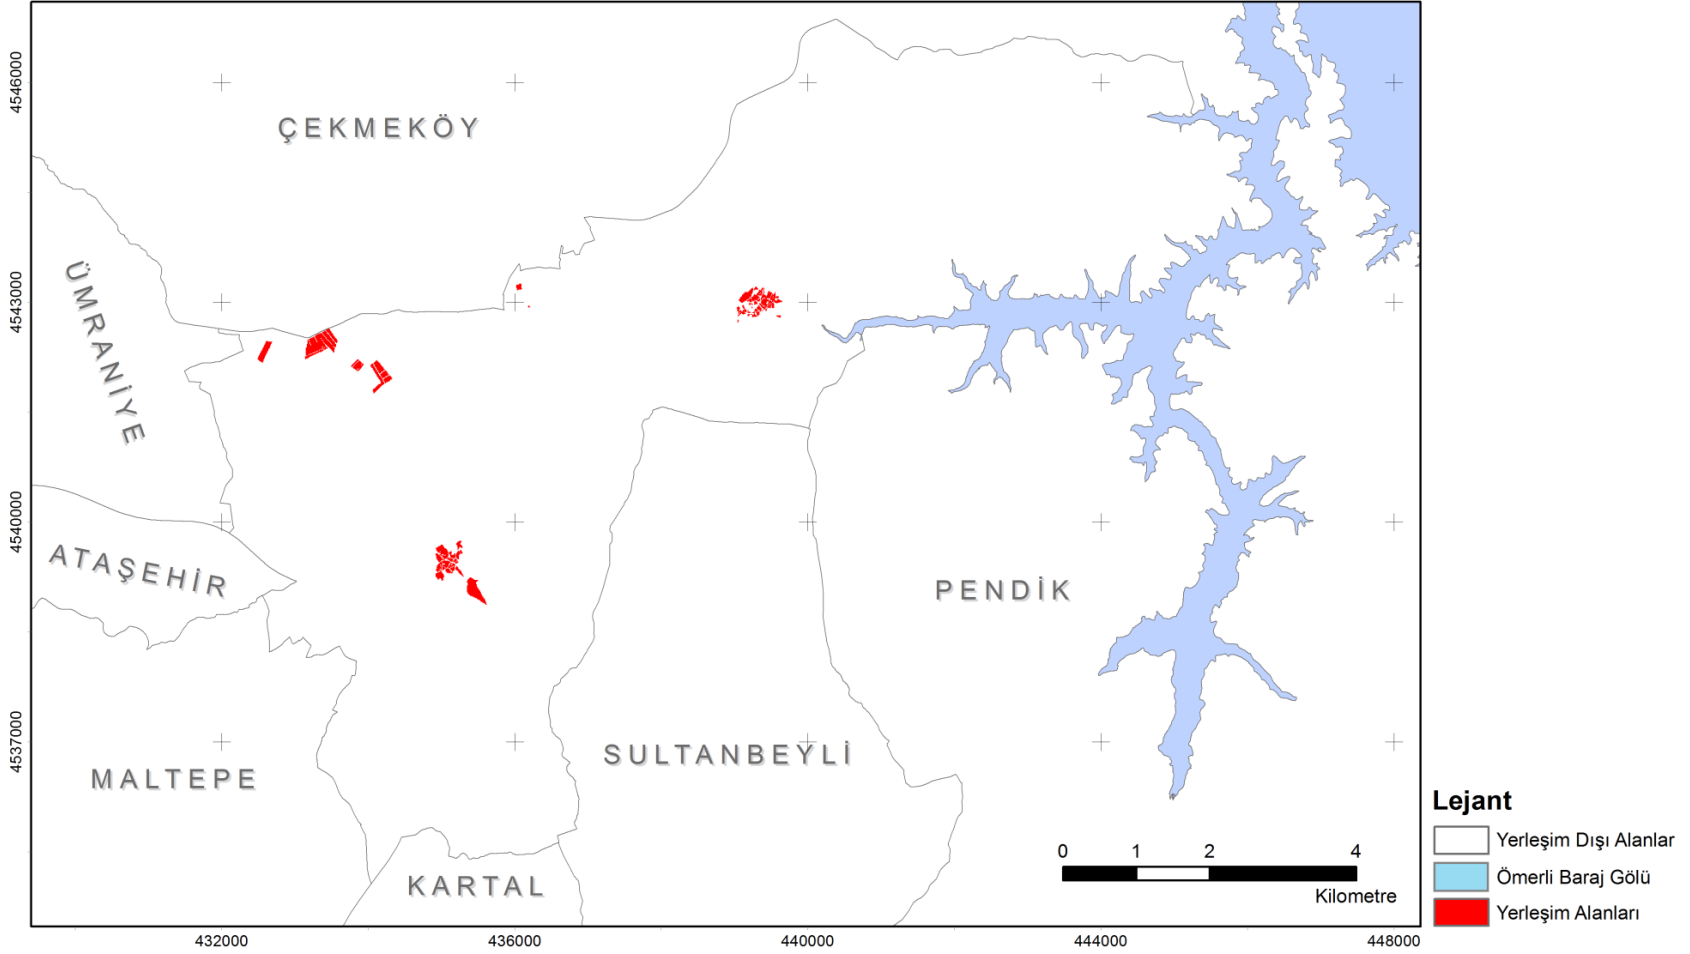 ÇEKMEKÖY
ÜMRANİYE
ATAŞEHİR
PENDİK
SULTANBEYLİ
MALTEPE
KARTAL
4546000
4543000
4540000
4537000
432000
436000
440000
444000
448000
0 1 2 4
Kilometre
Lejant
Yerleşim Dışı Alanlar
Ömerli Baraj Gölü
Yerleşim Alanları